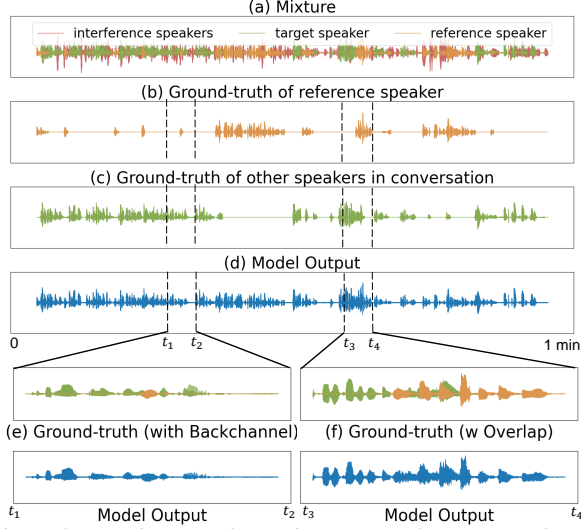 (a) Mixture
interference speakers target speaker reference speaker
(b) Ground-truth of reference speaker
(c) Ground-truth of other speakers in conversation
(d) Model Output
0 t₁ t₂ t₃ t₄ 1 min
(e) Ground-truth (with Backchannel) (f) Ground-truth (w Overlap)
t₁ Model Output t₂ t₃ Model Output t₄